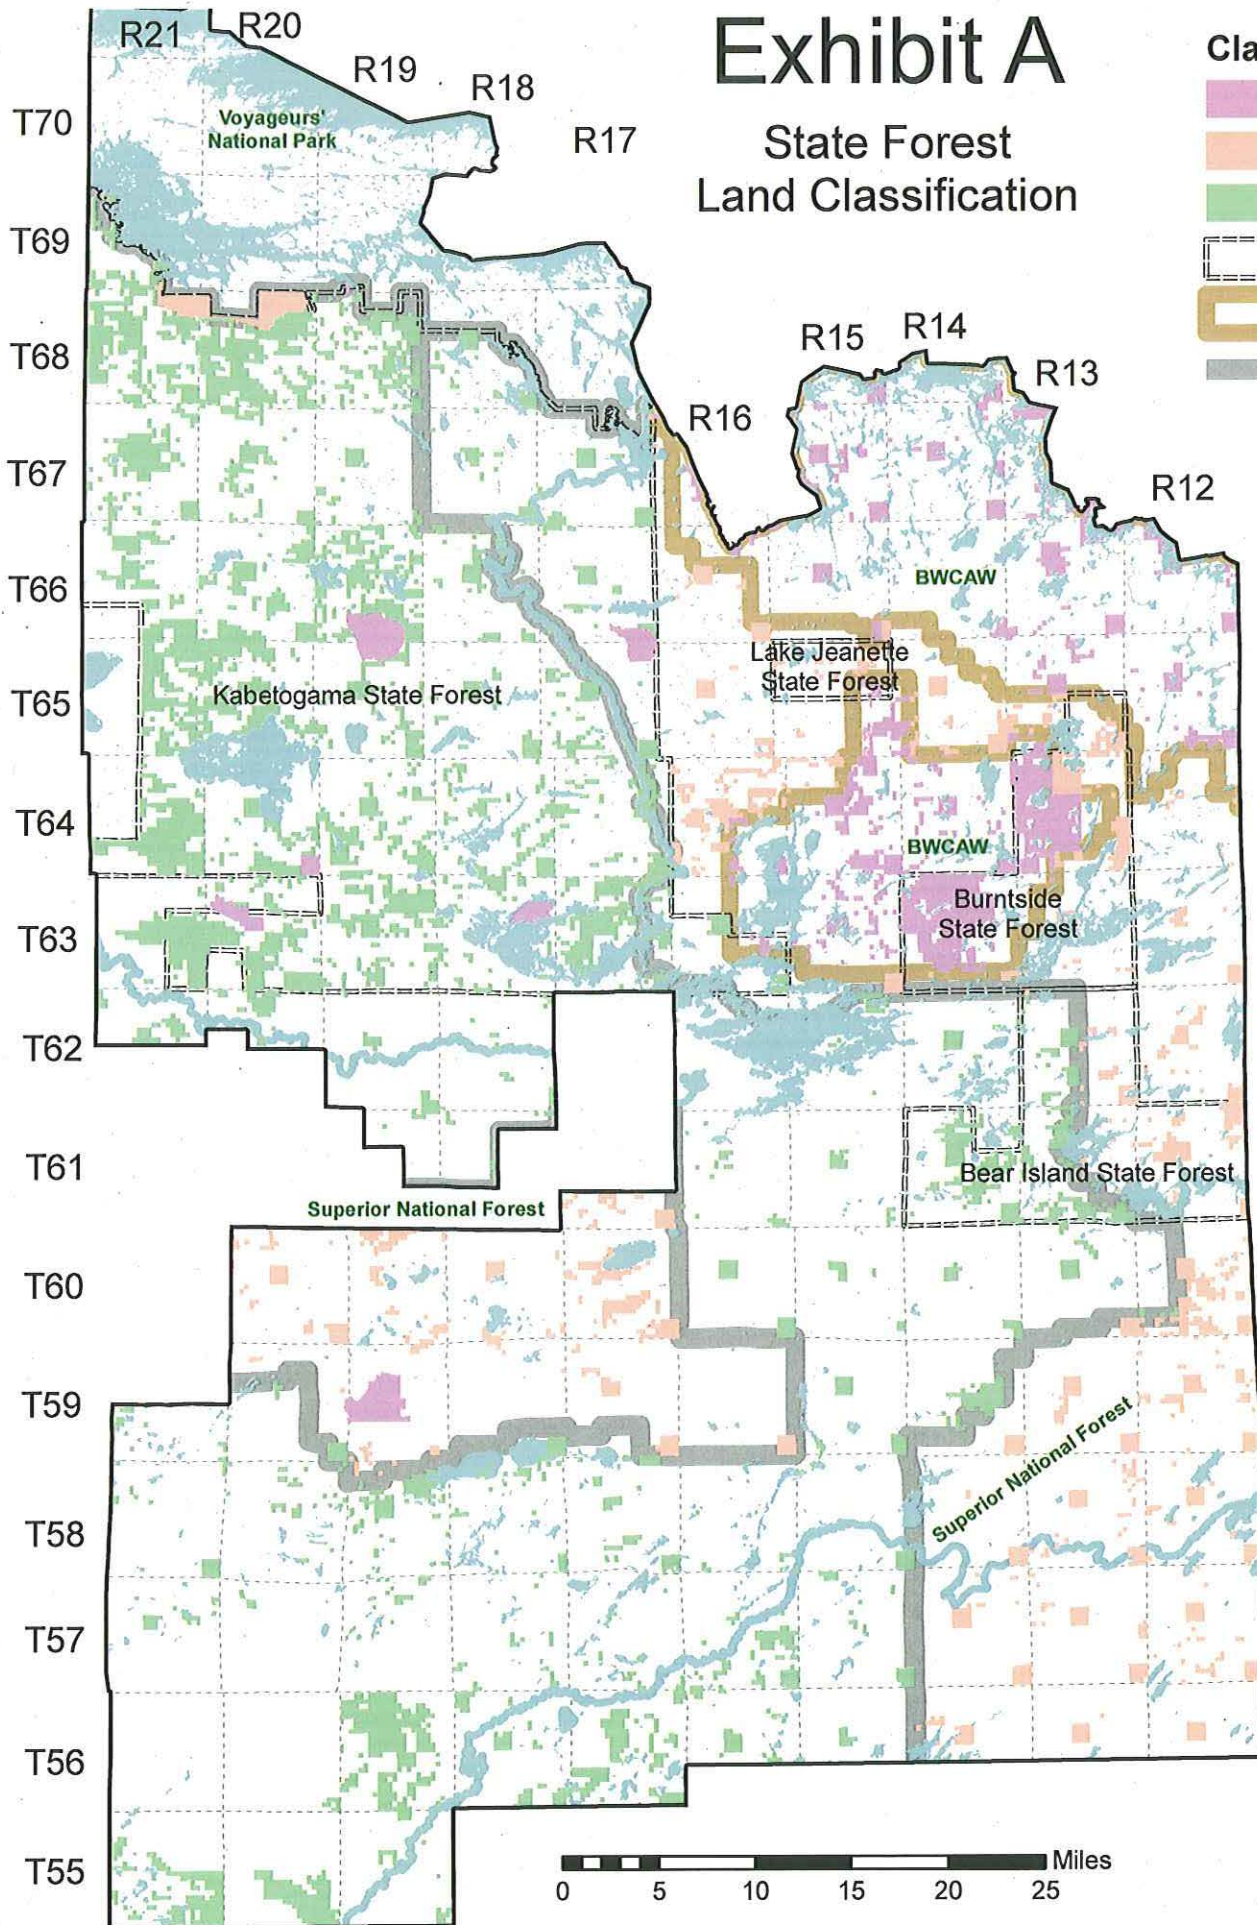 Exhibit A
State Forest
Land Classification
Cla
R21
R20
R19
R18
R17
R16
R15
R14
R13
R12
T70
T69
T68
T67
T66
T65
T64
T63
T62
T61
T60
T59
T58
T57
T56
T55
Voyageurs'
National Park
BWCAW
Lake Jeanette
State Forest
Kabetogama State Forest
BWCAW
Burntside
State Forest
Bear Island State Forest
Superior National Forest
Superior National Forest
Miles
0 5 10 15 20 25